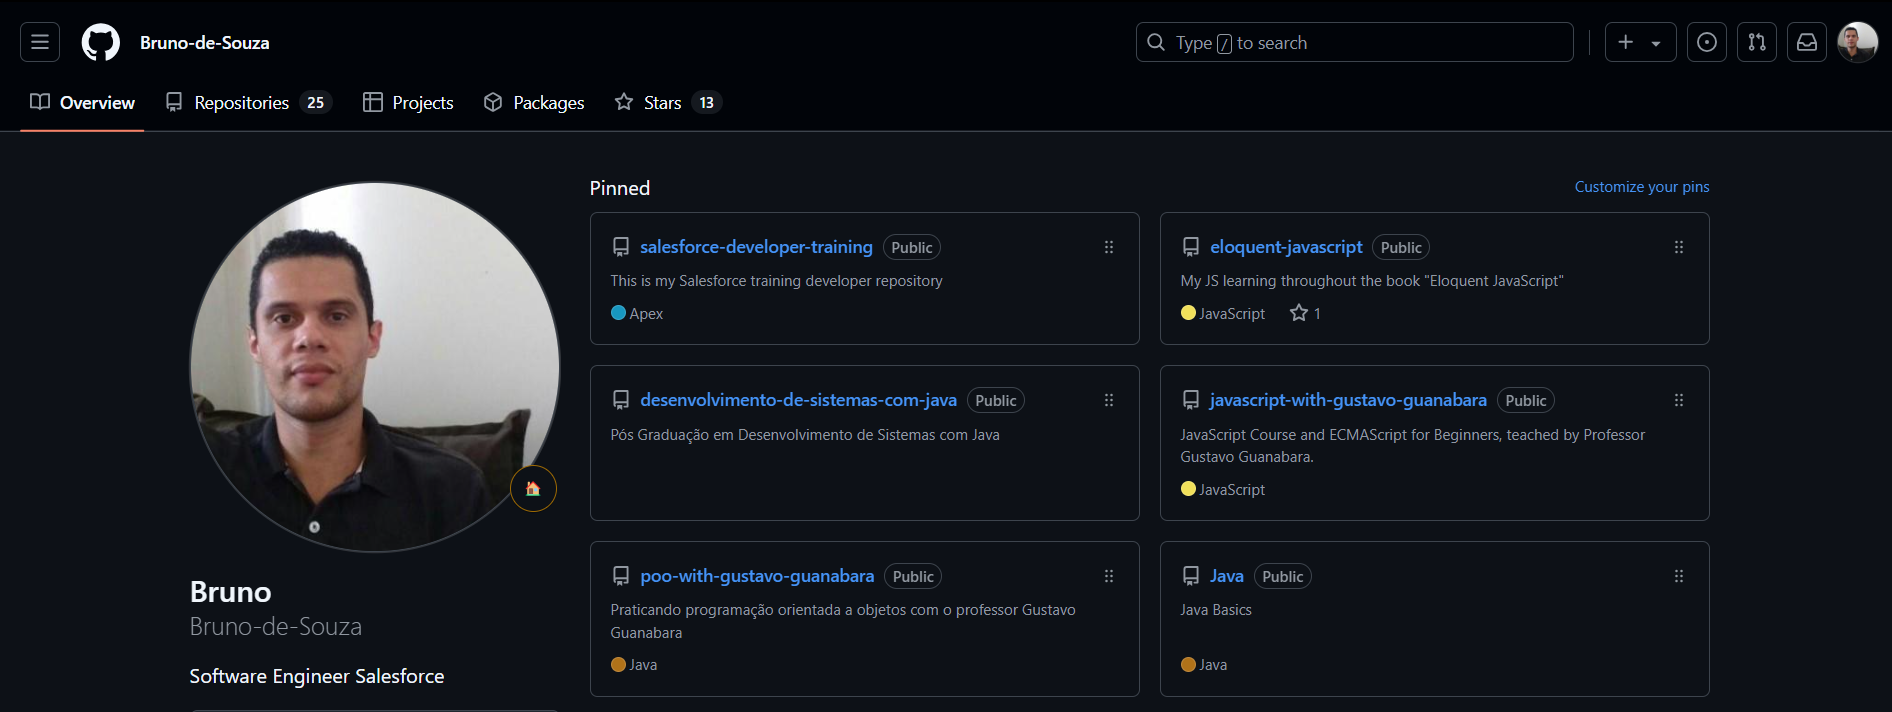 Bruno-de-Souza
Type / to search
Overview
Repositories 25
Projects
Packages
Stars 13
Pinned
Customize your pins
salesforce-developer-training Public
This is my Salesforce training developer repository
Apex
eloquent-javascript Public
My JS learning throughout the book "Eloquent JavaScript"
JavaScript 1
desenvolvimento-de-sistemas-com-java Public
Pós Graduação em Desenvolvimento de Sistemas com Java
javascript-with-gustavo-guanabara Public
JavaScript Course and ECMAScript for Beginners, teached by Professor
Gustavo Guanabara.
JavaScript
poo-with-gustavo-guanabara Public
Praticando programação orientada a objetos com o professor Gustavo
Guanabara
Java
Java Public
Java Basics
Java
Bruno
Bruno-de-Souza
Software Engineer Salesforce